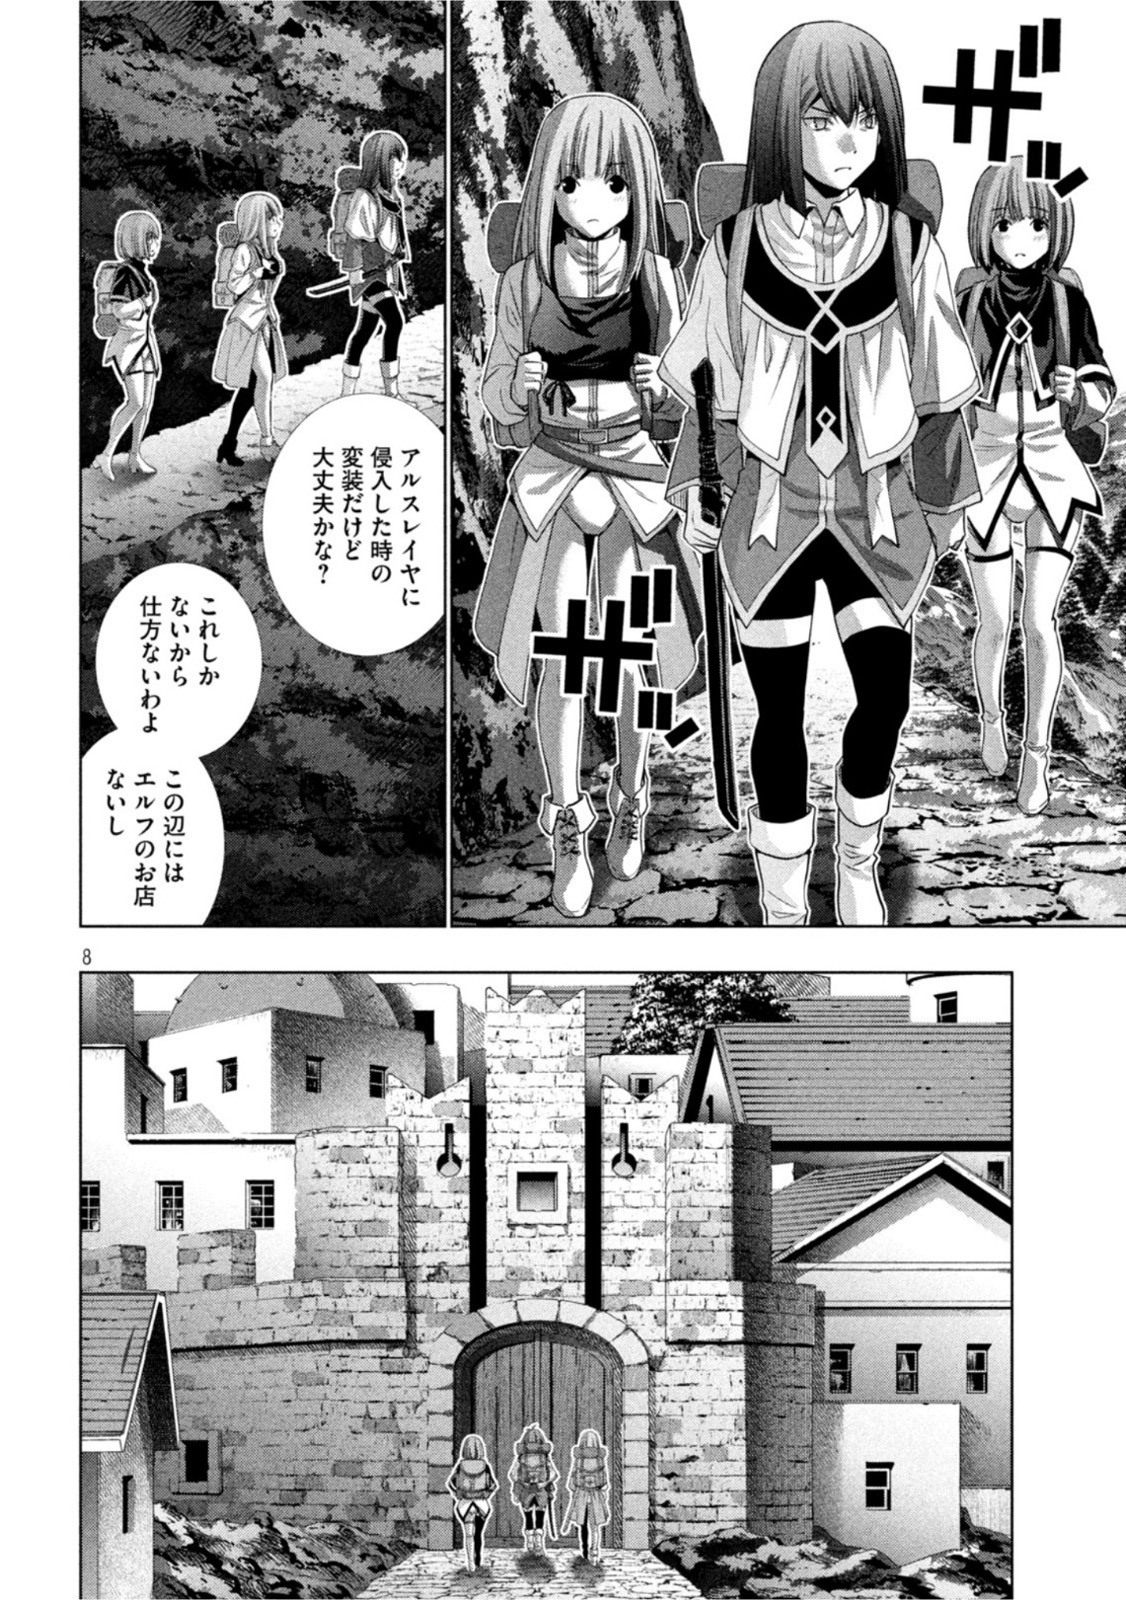 ザッ
ザッ
アルスレイヤに
侵入した時の
変装だけど
大丈夫かな？
これしか
ないから
仕方ないわよ
この辺には
エルフのお店
ないし
8